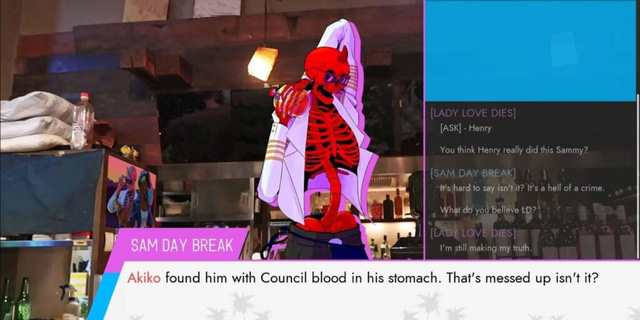 [LADY LOVE DIES]
[ASK] - Henry
You think Henry really did this Sammy?
[SAM DAY BREAK]
It's hard to say isn't it? It's a hell of a crime.
What do you believe LD?
[LADY LOVE DIES]
I'm still making my truth.
SAM DAY BREAK
Akiko found him with Council blood in his stomach. That's messed up isn't it?